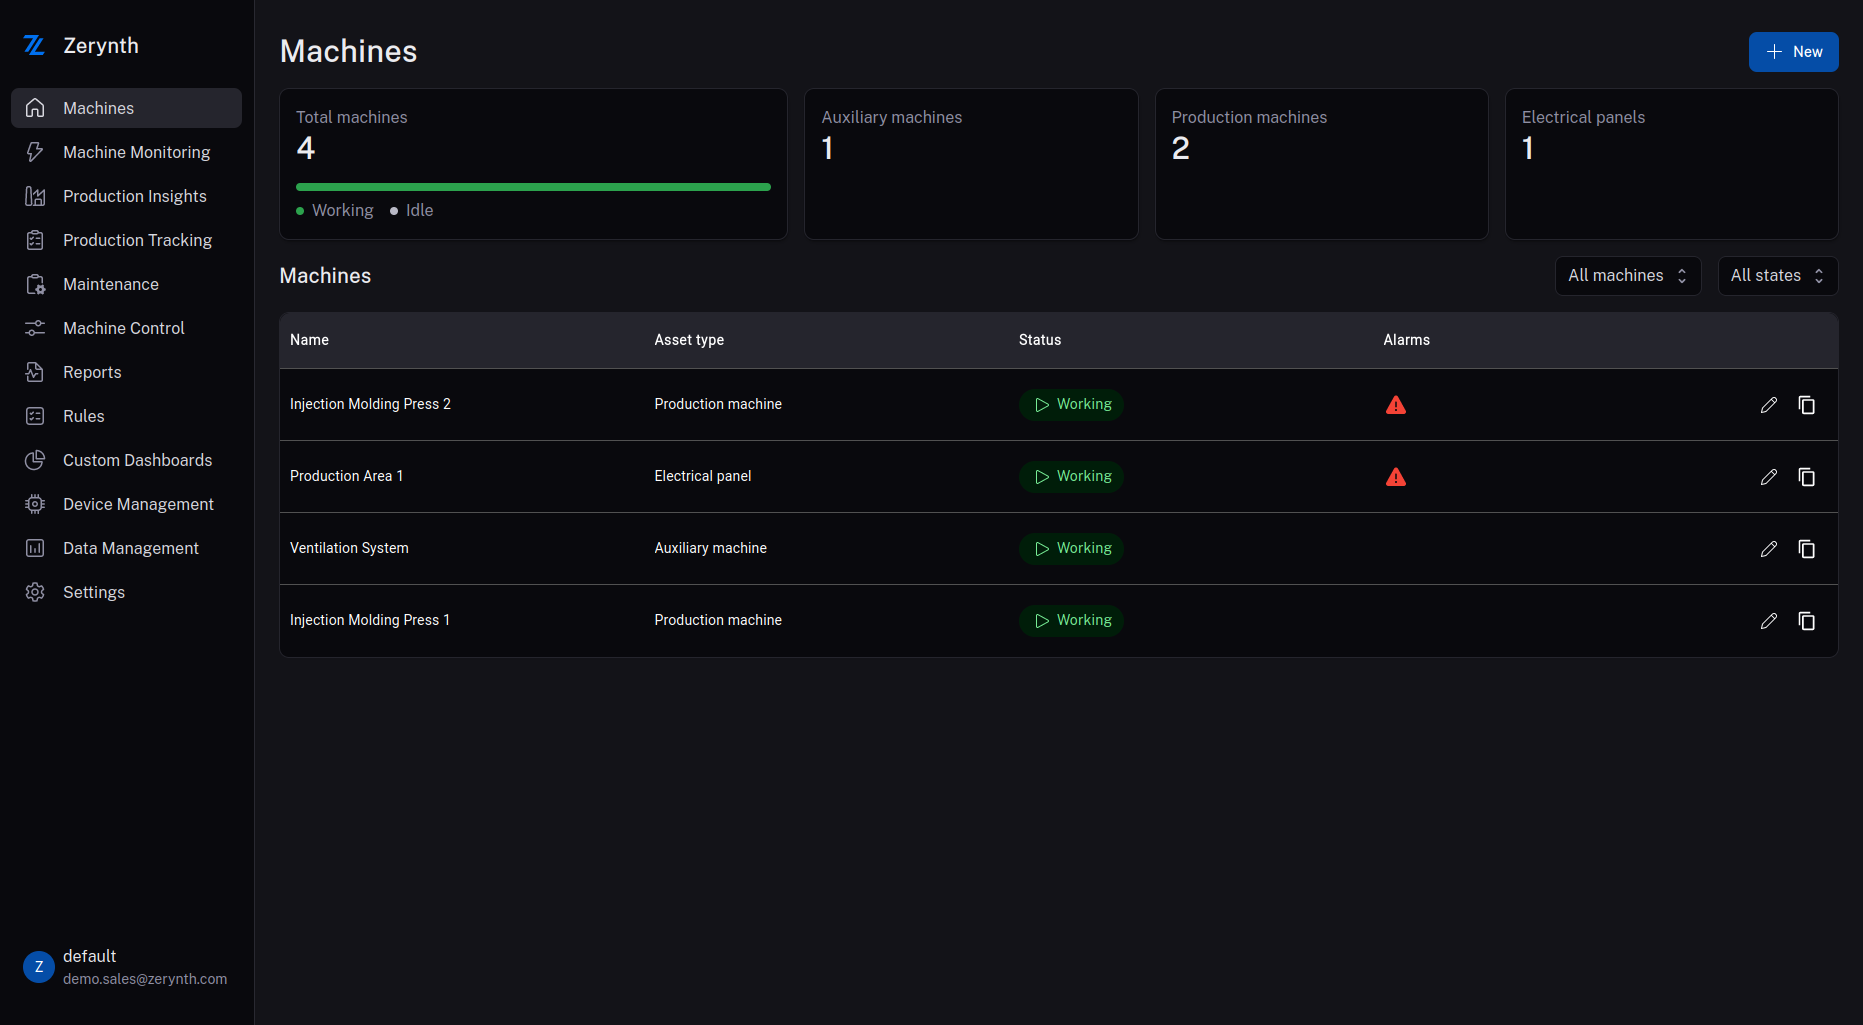 Zerynth
Machines
Machine Monitoring
Production Insights
Production Tracking
Maintenance
Machine Control
Reports
Rules
Custom Dashboards
Device Management
Data Management
Settings
Z
default
demo.sales@zerynth.com
Machines
New
Total machines
4
Working Idle
Auxiliary machines
1
Production machines
2
Electrical panels
1
Machines
All machines
All states
Name Asset type Status Alarms
Injection Molding Press 2 Production machine Working
Production Area 1 Electrical panel Working
Ventilation System Auxiliary machine Working
Injection Molding Press 1 Production machine Working